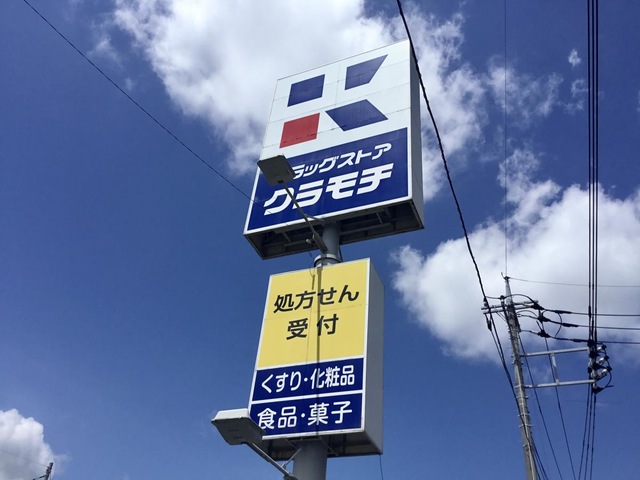 ドラッグストア
クラモチ
処方せん
受付
くすり・化粧品
食品・菓子